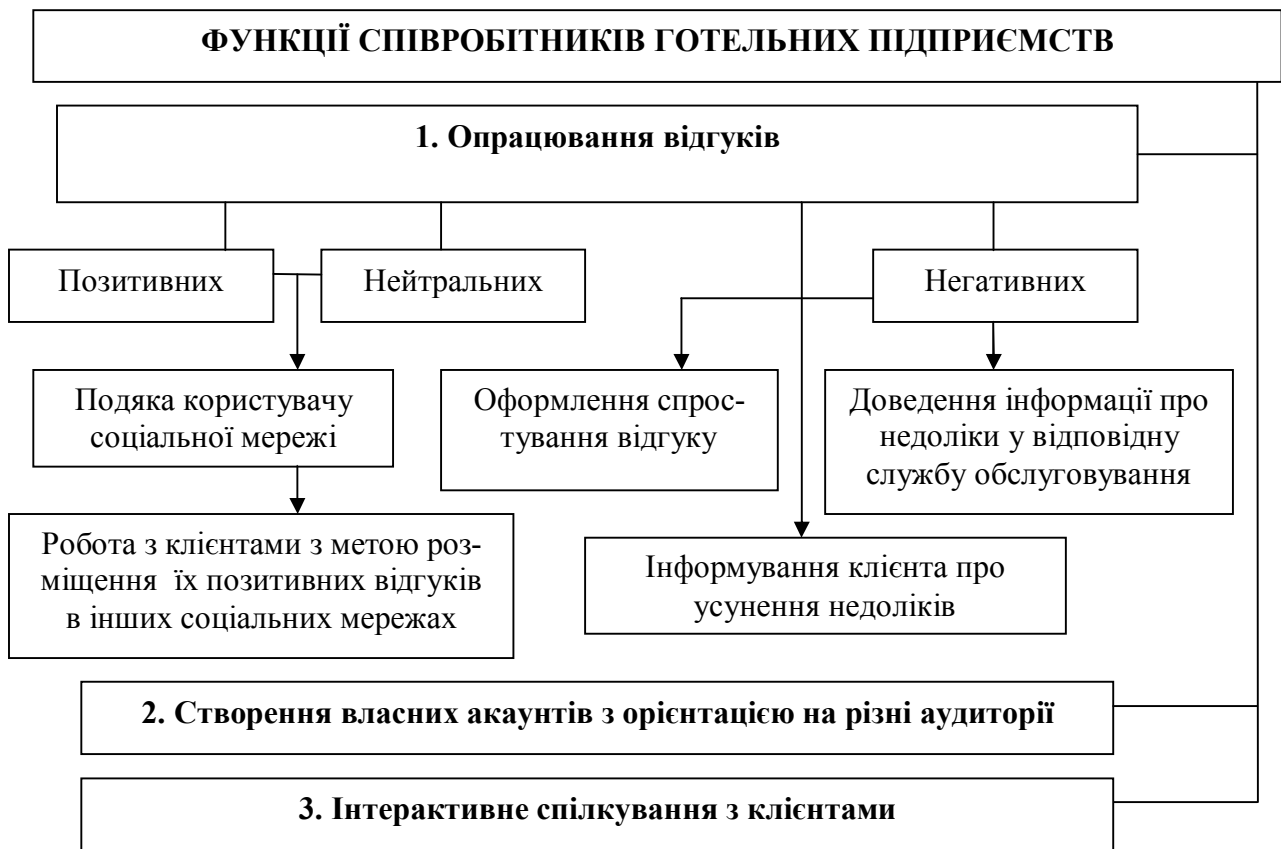 ФУНКЦІЇ СПІВРОБІТНИКІВ ГОТЕЛЬНИХ ПІДПРИЄМСТВ
1. Опрацювання відгуків
Позитивних
Нейтральних
Негативних
Подяка користувачу
соціальної мережі
Оформлення спрос-
тування відгуку
Доведення інформації про
недоліки у відповідну
службу обслуговування
Робота з клієнтами з метою роз-
міщення їх позитивних відгуків
в інших соціальних мережах
Інформування клієнта про
усунення недоліків
2. Створення власних акаунтів з орієнтацією на різні аудиторії
3. Інтерактивне спілкування з клієнтами